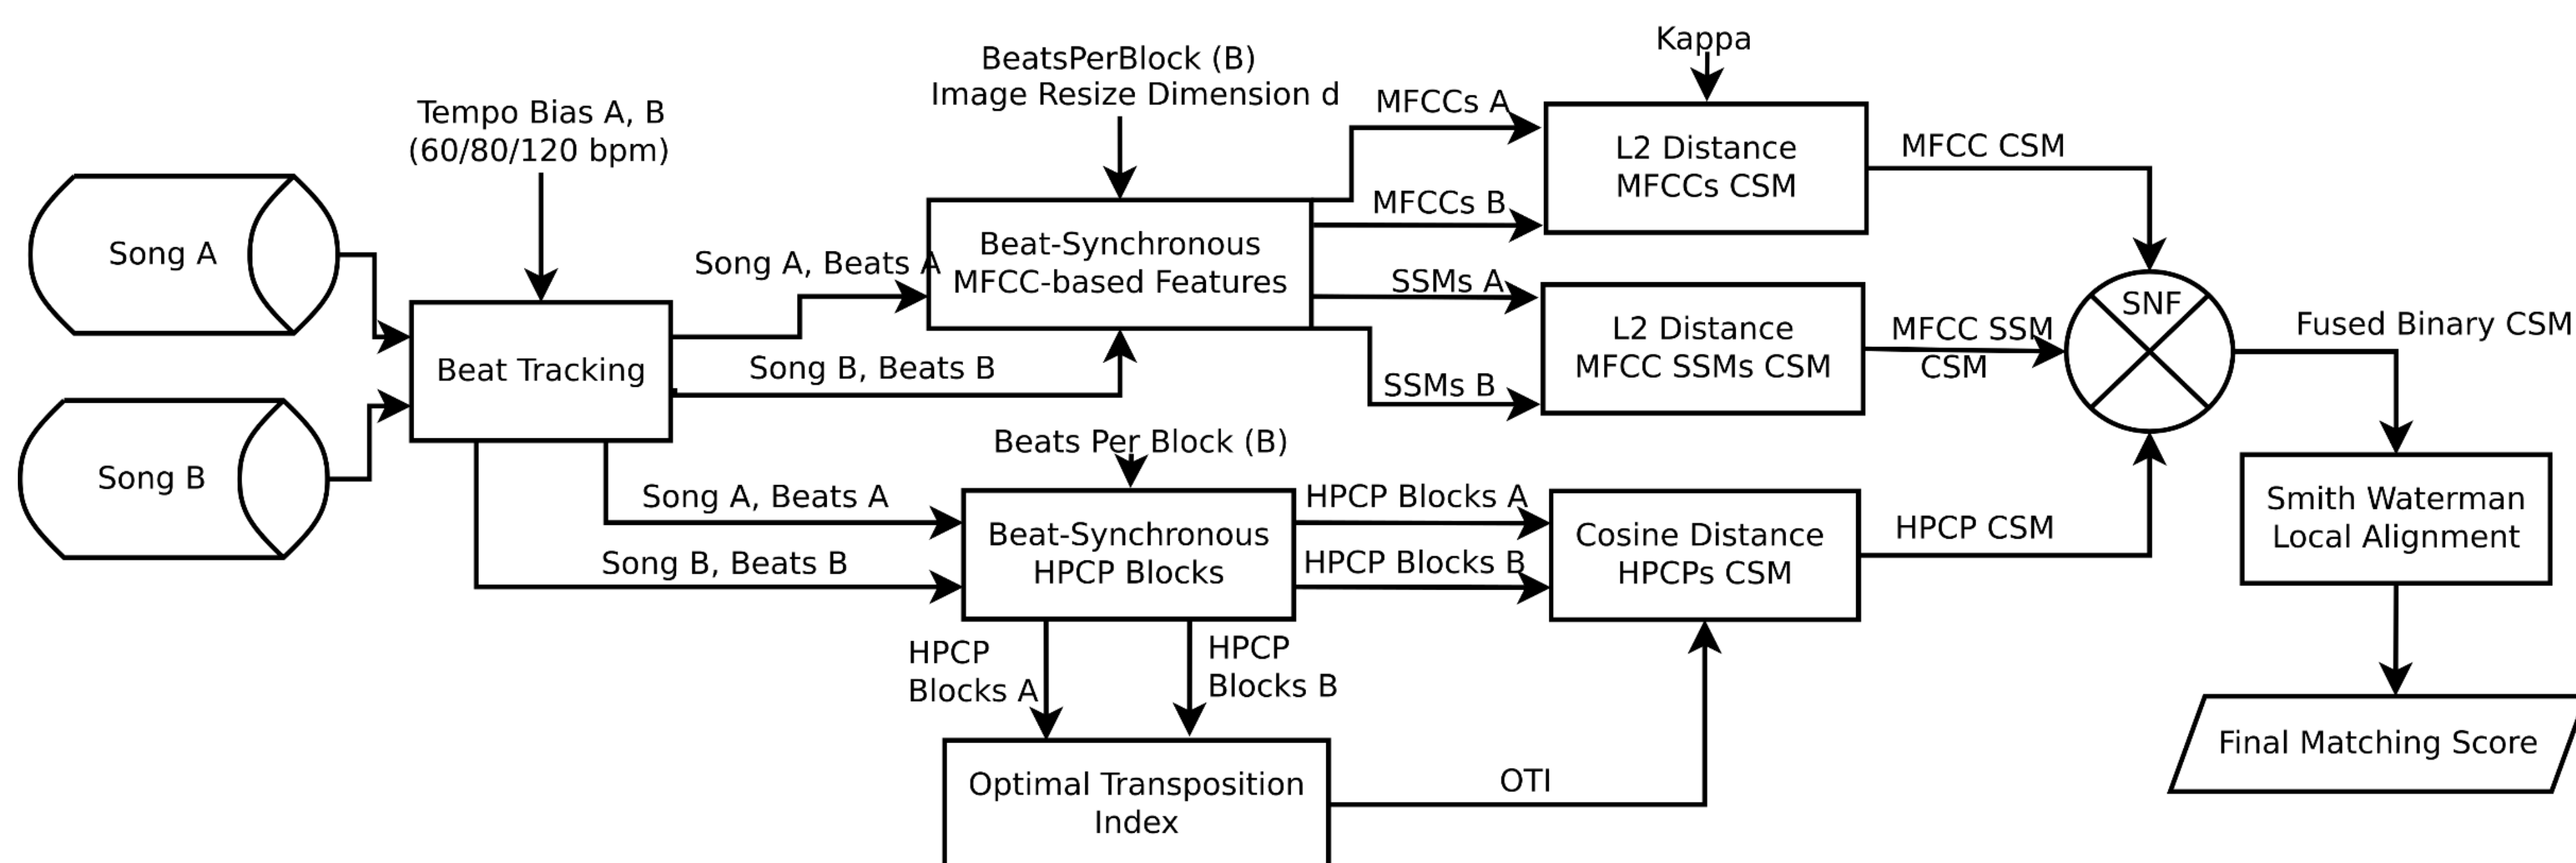 Kappa
BeatsPerBlock (B)
Image Resize Dimension d
Tempo Bias A, B
(60/80/120 bpm)
MFCCs A
L2 Distance
MFCCs CSM
MFCC CSM
MFCCs B
Song A
Song A, Beats A
Beat-Synchronous
MFCC-based Features
SSMs A
L2 Distance
MFCC SSMs CSM
MFCC SSM
CSM
SNF
Fused Binary CSM
Beat Tracking
Song B, Beats B
SSMs B
Song B
Beats Per Block (B)
Song A, Beats A
Song B, Beats B
Beat-Synchronous
HPCP Blocks
HPCP Blocks A
HPCP Blocks B
Cosine Distance
HPCPs CSM
HPCP CSM
Smith Waterman
Local Alignment
HPCP
Blocks A
HPCP
Blocks B
Optimal Transposition
Index
OTI
Final Matching Score